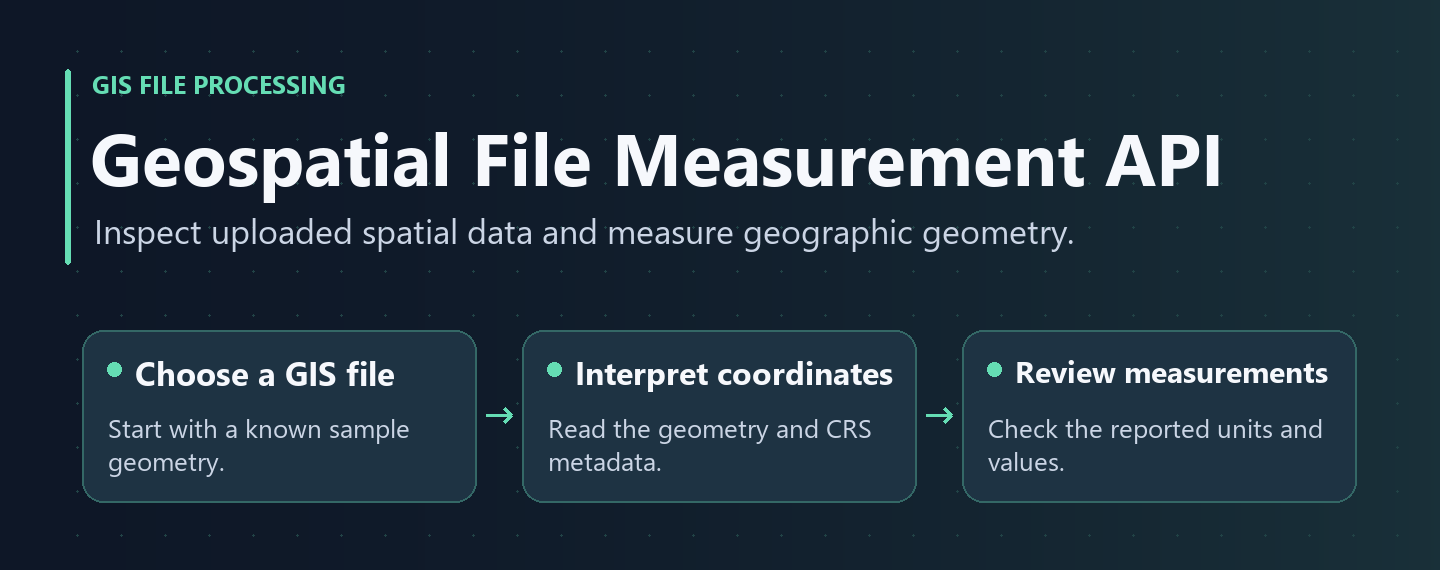 GIS FILE PROCESSING
Geospatial File Measurement API
Inspect uploaded spatial data and measure geographic geometry.
Choose a GIS file
Start with a known sample
geometry.
→
Interpret coordinates
Read the geometry and CRS
metadata.
→
Review measurements
Check the reported units and
values.